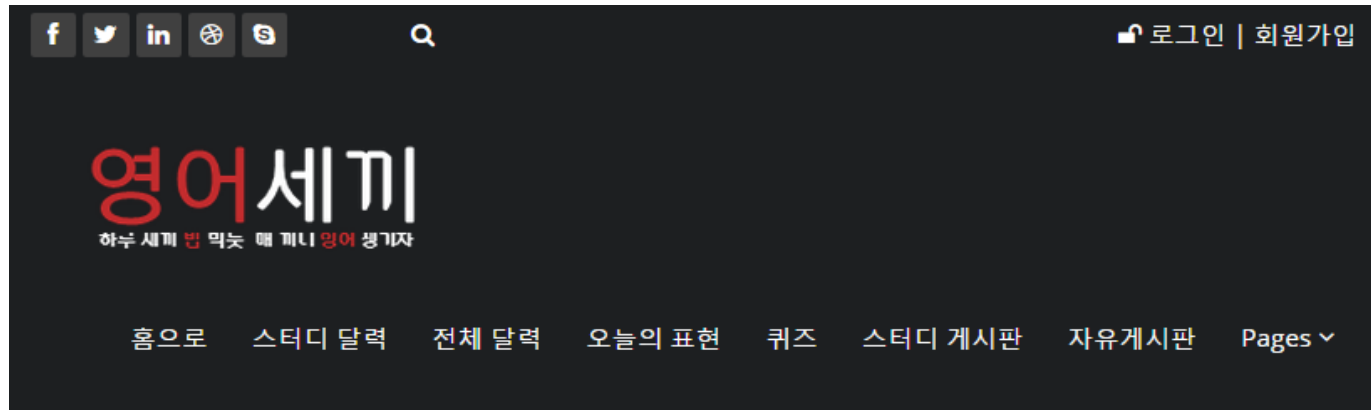 로그인 | 회원가입
영어세끼
하루 세끼 밥 먹듯 매 끼니 영어 챙기자
홈으로 스터디 달력 전체 달력 오늘의 표현 퀴즈 스터디 게시판 자유게시판 Pages